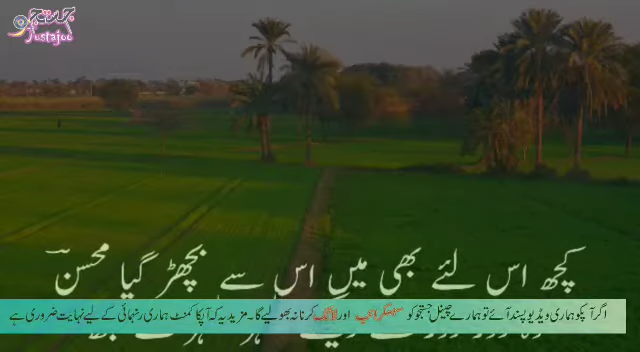 جستجو
Justajoo
کچھ اس لئے بھی میں اس سے بچھڑ گیا محسنؔ
اگر آپکو ہماری ویڈیو پسند آئے تو ہمارے چینل جستجو کو سبسکرائب اور لائک کرنا نہ بھولیے گا۔ مزید یہ کہ آپکا کمنٹ ہماری رہنمائی کے لیے نہایت ضروری ہے